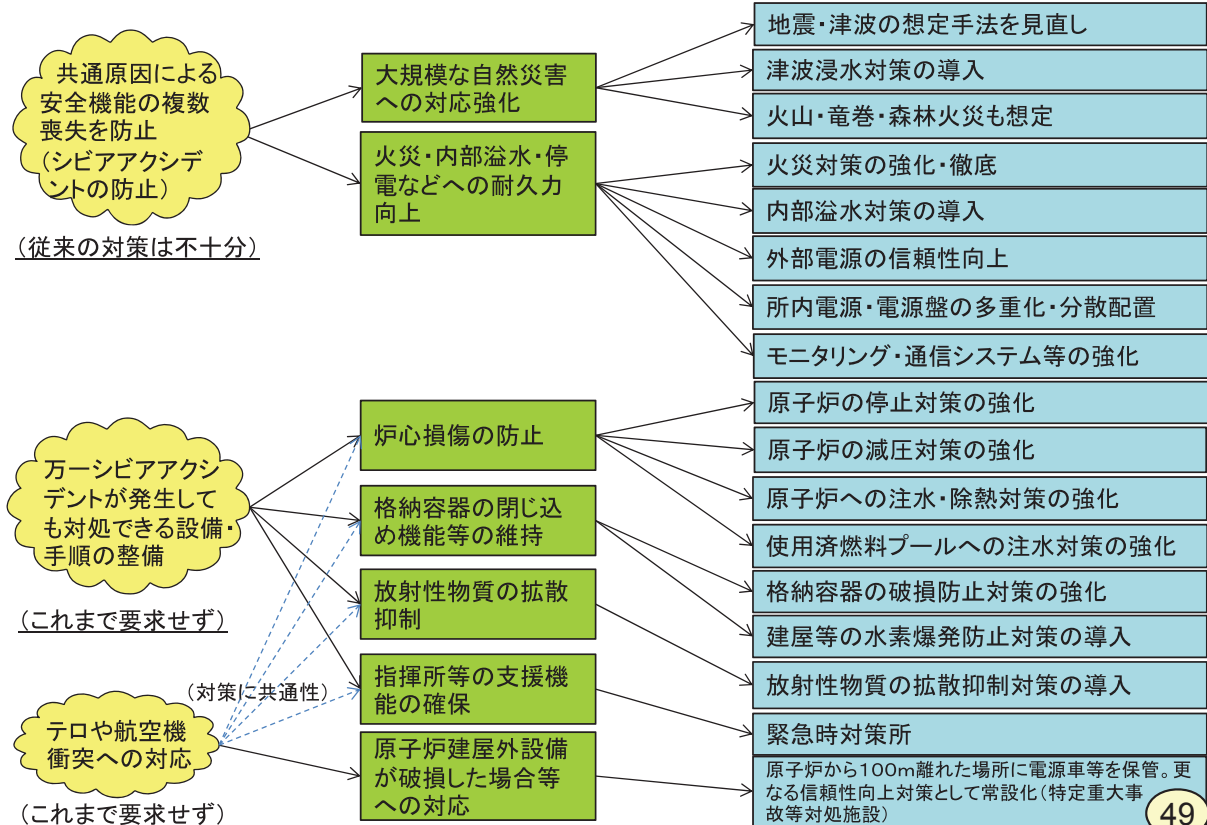 共通原因による
安全機能の複数
喪失を防止
(シビアアクシデ
ントの防止)
(従来の対策は不十分)
大規模な自然災害
への対応強化
火災・内部溢水・停
電などへの耐久力
向上
地震・津波の想定手法を見直し
津波浸水対策の導入
火山・竜巻・森林火災も想定
火災対策の強化・徹底
内部溢水対策の導入
外部電源の信頼性向上
所内電源・電源盤の多重化・分散配置
モニタリング・通信システム等の強化
万一シビアアクシ
デントが発生して
も対処できる設備・
手順の整備
(これまで要求せず)
炉心損傷の防止
格納容器の閉じ込
め機能等の維持
放射性物質の拡散
抑制
指揮所等の支援機
能の確保
原子炉の停止対策の強化
原子炉の減圧対策の強化
原子炉への注水・除熱対策の強化
使用済燃料プールへの注水対策の強化
格納容器の破損防止対策の強化
建屋等の水素爆発防止対策の導入
放射性物質の拡散抑制対策の導入
緊急時対策所
(対策に共通性)
テロや航空機
衝突への対応
(これまで要求せず)
原子炉建屋外設備
が破損した場合等
への対応
原子炉から100m離れた場所に電源車等を保管。更
なる信頼性向上対策として常設化(特定重大事
故等対処施設)
49